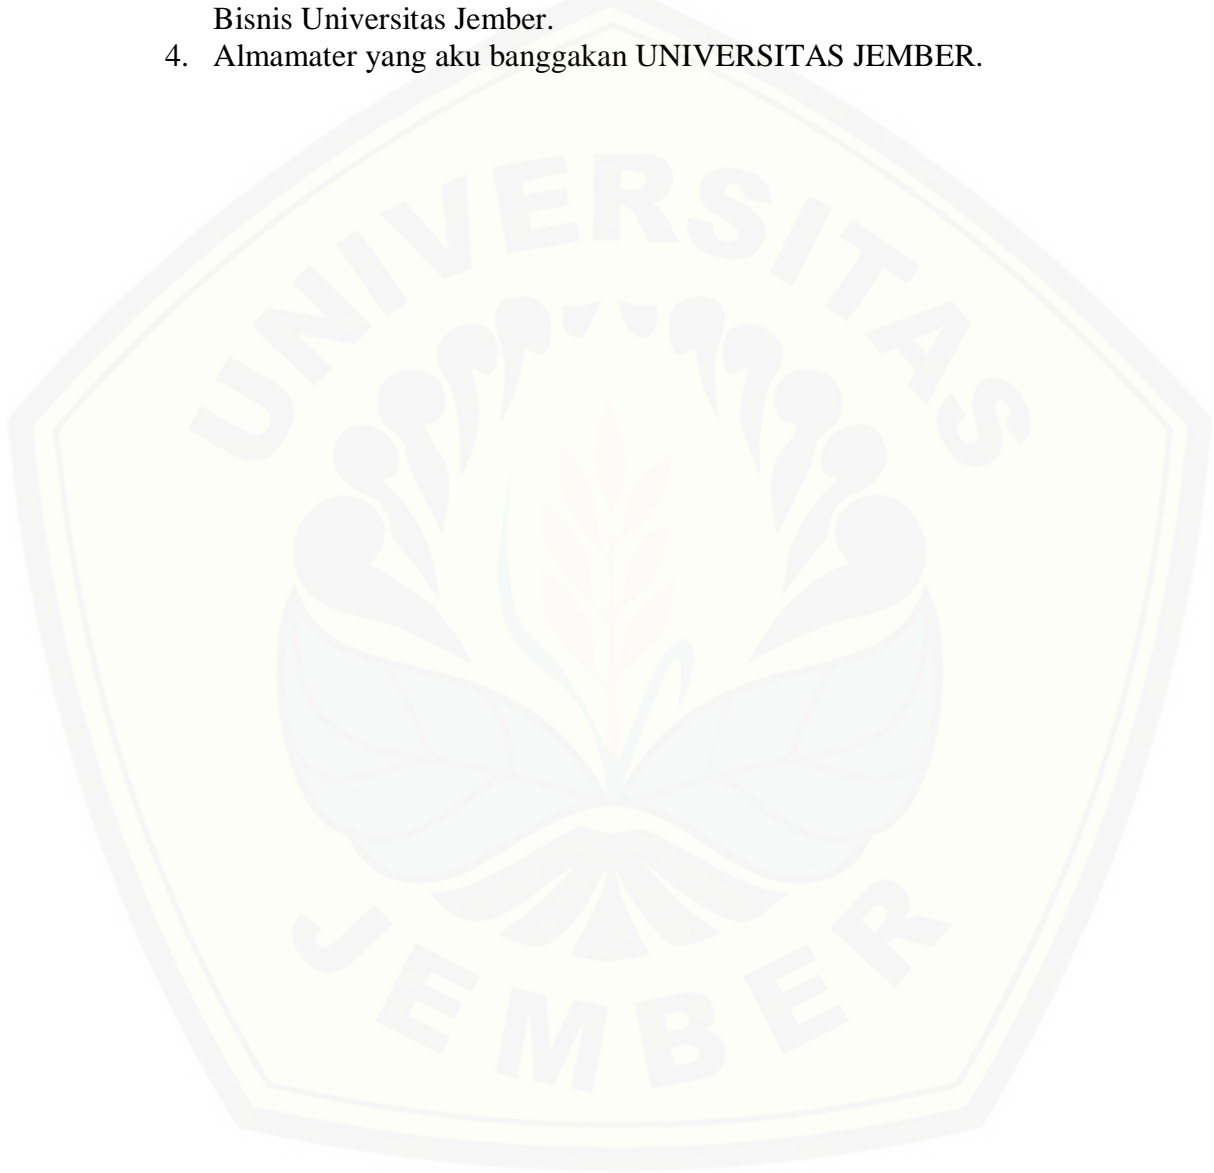 Bisnis Universitas Jember.
4. Almamater yang aku banggakan UNIVERSITAS JEMBER.
UNIVERSITAS
JEMBER